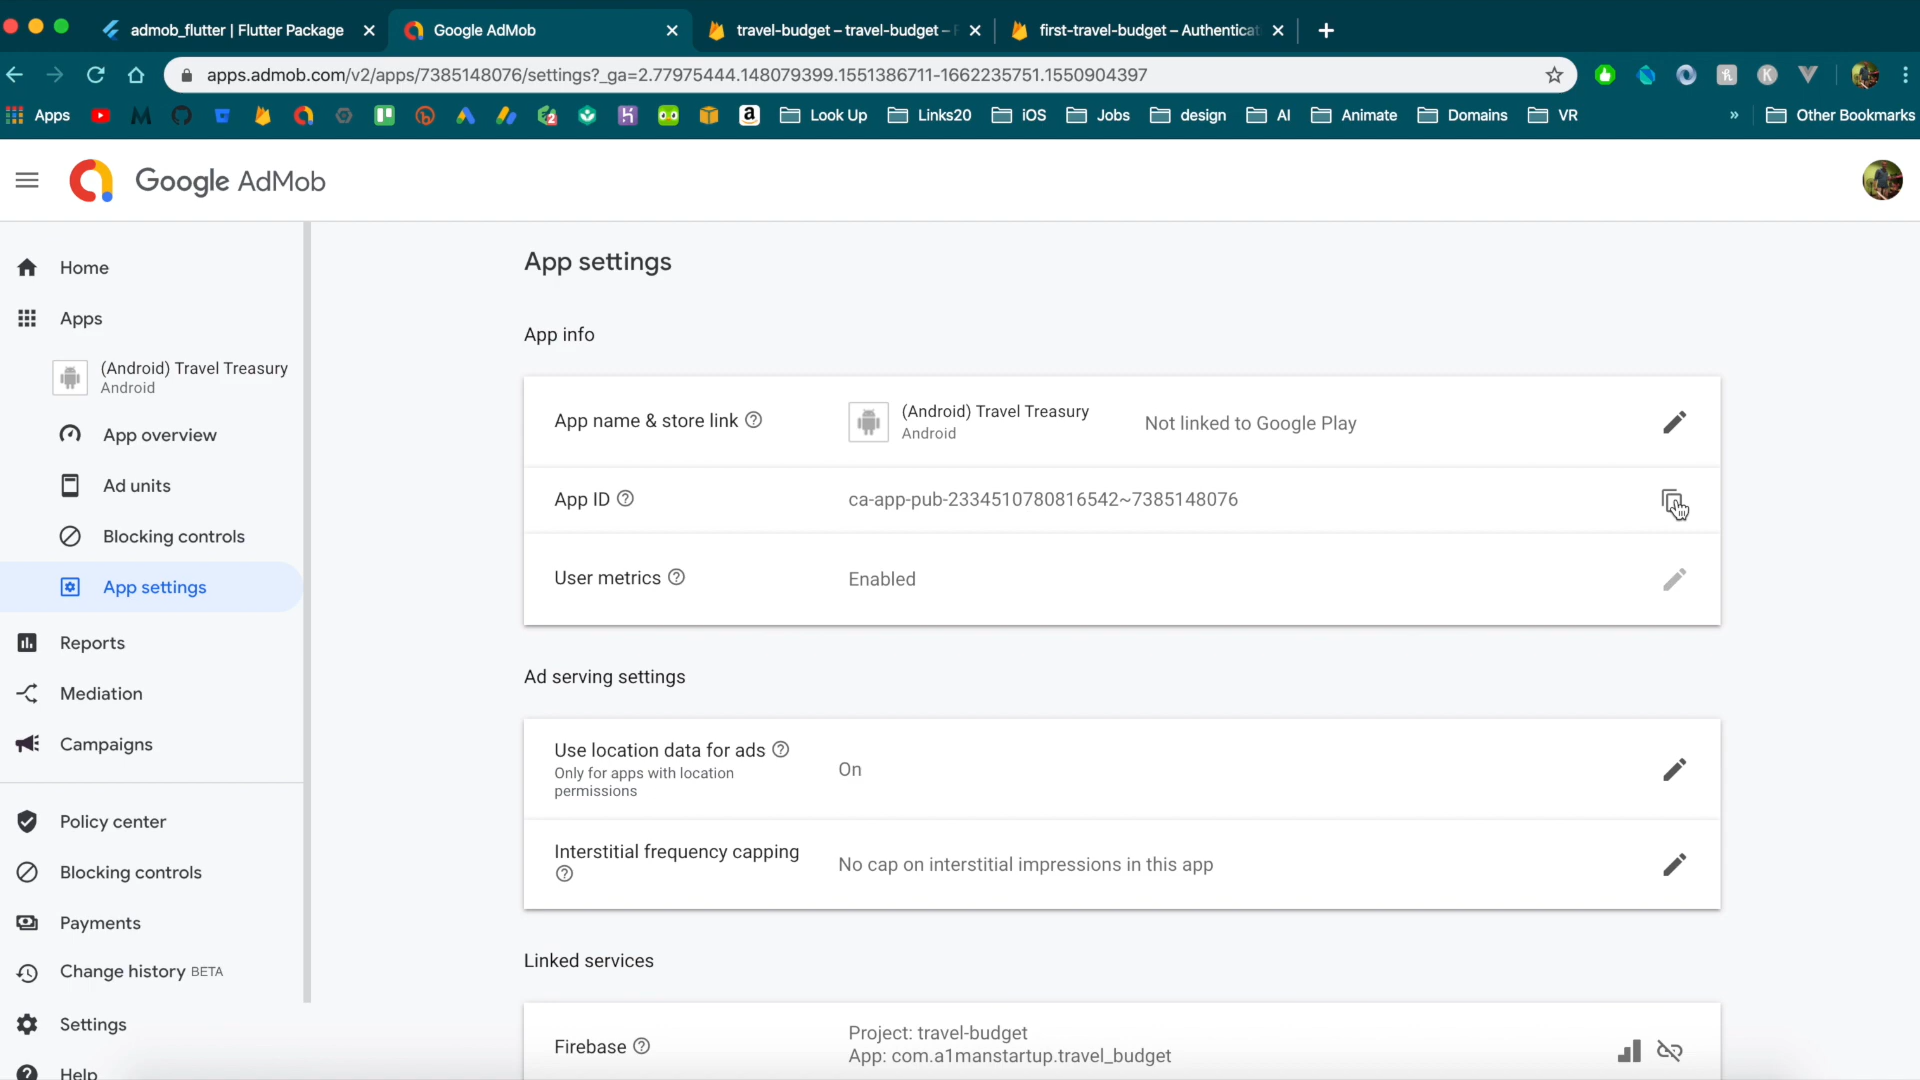 admob_flutter | Flutter Package
Google AdMob
travel-budget – travel-budget –
first-travel-budget – Authenticat
apps.admob.com/v2/apps/7385148076/settings?_ga=2.77975444.148079399.1551386711-1662235751.1550904397
Apps
Look Up
Links20
iOS
Jobs
design
AI
Animate
Domains
VR
»
Other Bookmarks
Google AdMob
Home
Apps
(Android) Travel Treasury
Android
App overview
Ad units
Blocking controls
App settings
Reports
Mediation
Campaigns
Policy center
Blocking controls
Payments
Change history BETA
Settings
Help
App settings
App info
App name & store link
(Android) Travel Treasury
Android
Not linked to Google Play
App ID
ca-app-pub-2334510780816542~7385148076
User metrics
Enabled
Ad serving settings
Use location data for ads
Only for apps with location
permissions
On
Interstitial frequency capping
No cap on interstitial impressions in this app
Linked services
Firebase
Project: travel-budget
App: com.a1manstartup.travel_budget